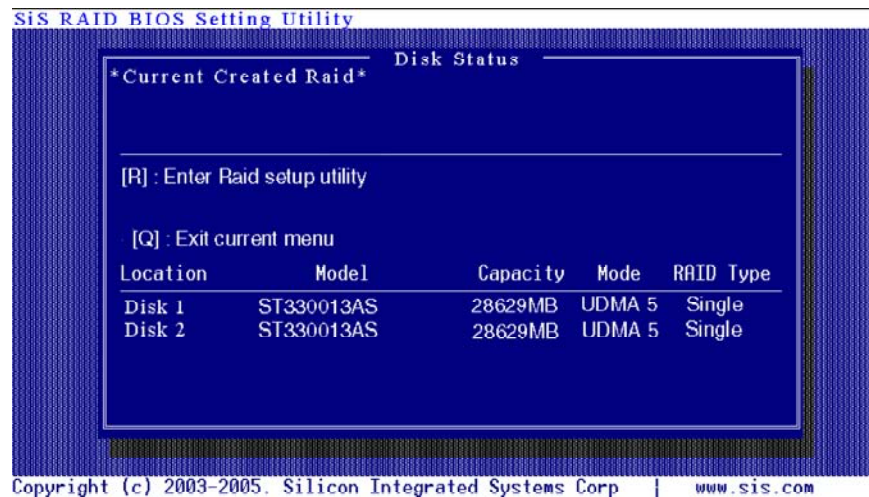 SiS RAID BIOS Setting Utility
Disk Status
*Current Created Raid*
[R] : Enter Raid setup utility
[Q] : Exit current menu
Location Model Capacity Mode RAID Type
Disk 1 ST330013AS 28629MB UDMA 5 Single
Disk 2 ST330013AS 28629MB UDMA 5 Single
Copyright (c) 2003-2005. Silicon Integrated Systems Corp | www.sis.com